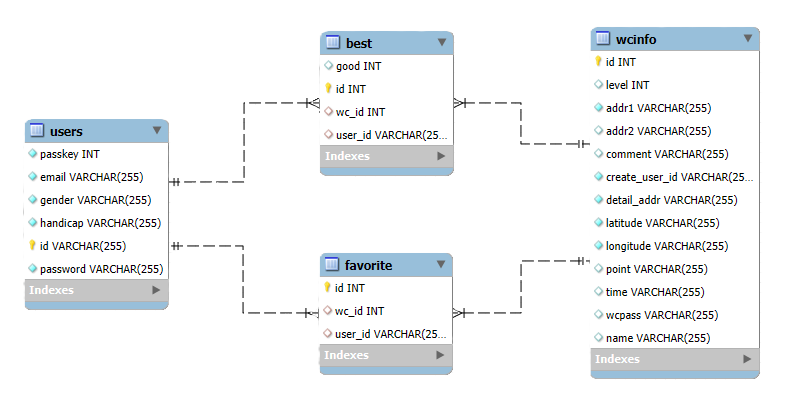 users
passkey INT
email VARCHAR(255)
gender VARCHAR(255)
handicap VARCHAR(255)
id VARCHAR(255)
password VARCHAR(255)
Indexes
best
good INT
id INT
wc_id INT
user_id VARCHAR(25...
Indexes
favorite
id INT
wc_id INT
user_id VARCHAR(25...
Indexes
wcinfo
id INT
level INT
addr1 VARCHAR(255)
addr2 VARCHAR(255)
comment VARCHAR(255)
create_user_id VARCHAR(25...
detail_addr VARCHAR(255)
latitude VARCHAR(255)
longitude VARCHAR(255)
point VARCHAR(255)
time VARCHAR(255)
wcpass VARCHAR(255)
name VARCHAR(255)
Indexes